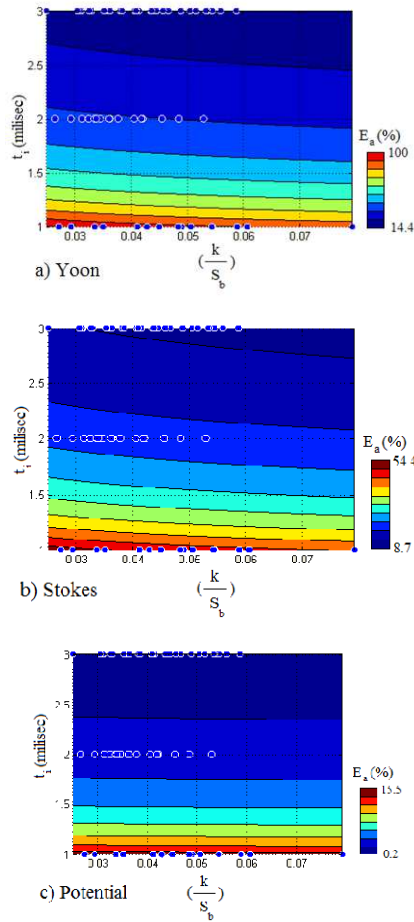 3
2.5
2
1.5
1
t_i (milisec)
E_a (%)
100
14.4
0.03 0.04 0.05 0.06 0.07
a) Yoon
(k/S_b)
3
2.5
2
1.5
t_i (milisec)
E_a (%)
54.4
8.7
0.03 0.04 0.05 0.06 0.07
b) Stokes
(k/S_b)
3
2.5
2
1.5
1
t_i (milisec)
E_a (%)
0.2
0.03 0.04 0.05 0.06 0.07
c) Potential
(k/S_b)